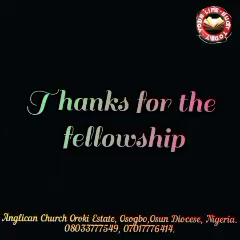 Thanks for the
fellowship
Anglican Church Oroki Estate, Osogbo,Osun Diocese, Nigeria.
08033777549, 07017776414.